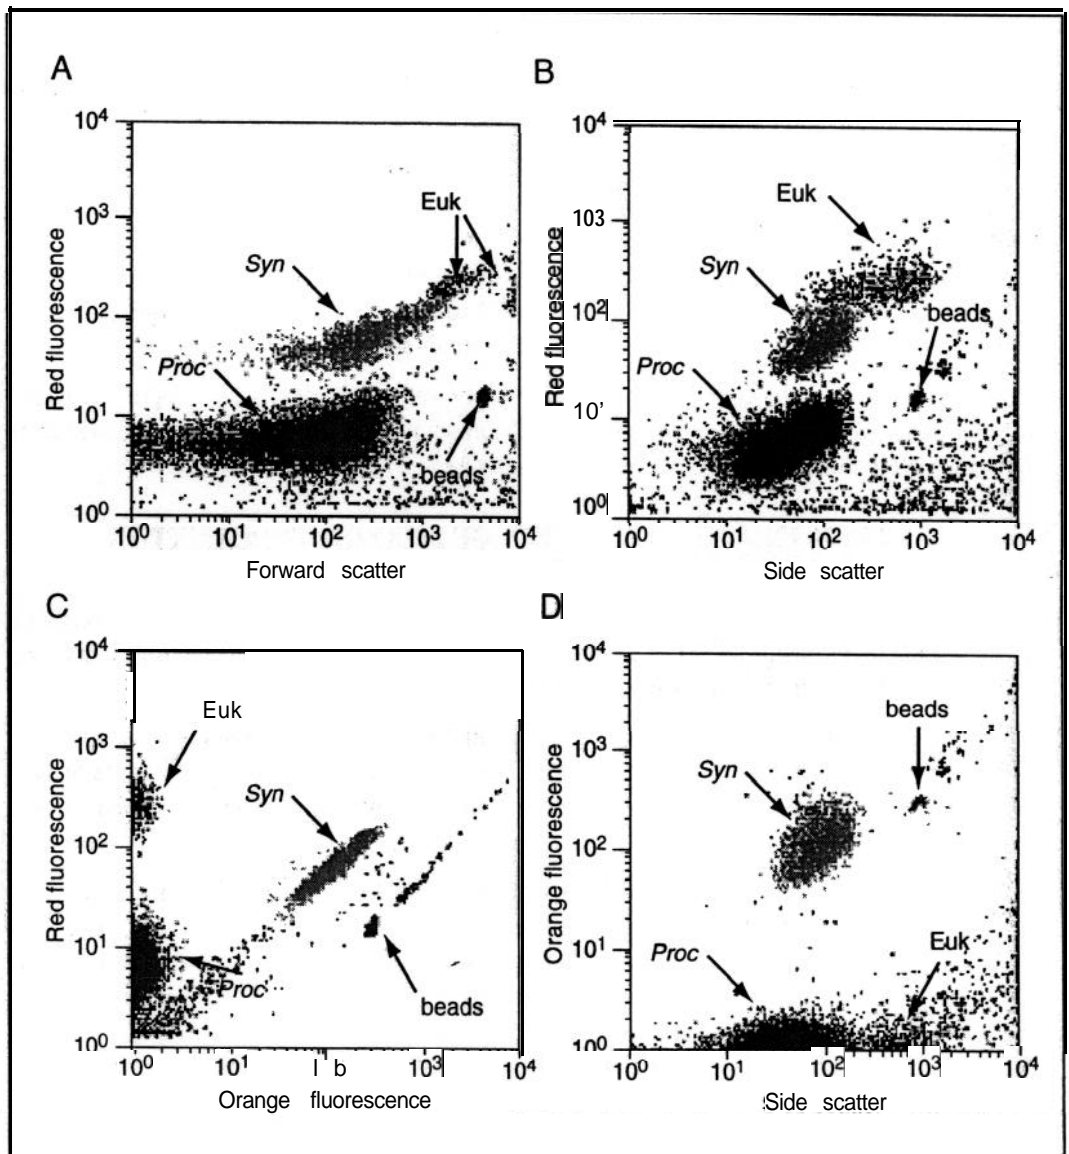 A
10⁴
10³
10²
10¹
10⁰
Red fluorescence
Euk
Syn
Proc
beads
10⁰ 10¹ 10² 10³ 10⁴
Forward scatter
B
10⁴
103
10²
10'
10⁰
Red fluorescence
Euk
Syn
beads
Proc
10⁰ 10¹ 10² 10³ 10⁴
Side scatter
C
10⁴
10³
10²
10¹
10⁰
Red fluorescence
Euk
Syn
Proc
beads
10⁰ 10¹ l b 10³ 10⁴
Orange fluorescence
D
10⁴
10³
10²
10¹
10⁰
Orange fluorescence
beads
Syn
Proc
Euk
10⁰ 10¹ 10² 10³ 10⁴
Side scatter